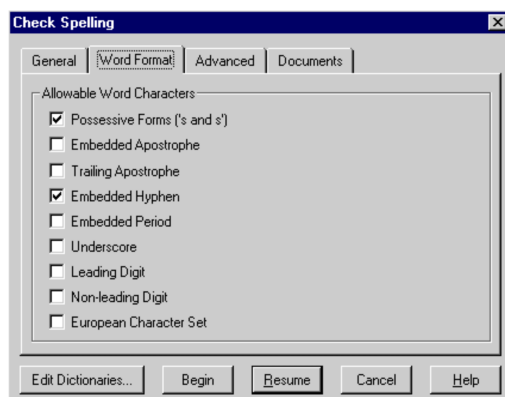 Check Spelling
General Word Format Advanced Documents
Allowable Word Characters
Possessive Forms ('s and s')
Embedded Apostrophe
Trailing Apostrophe
Embedded Hyphen
Embedded Period
Underscore
Leading Digit
Non-leading Digit
European Character Set
Edit Dictionaries... Begin Resume Cancel Help